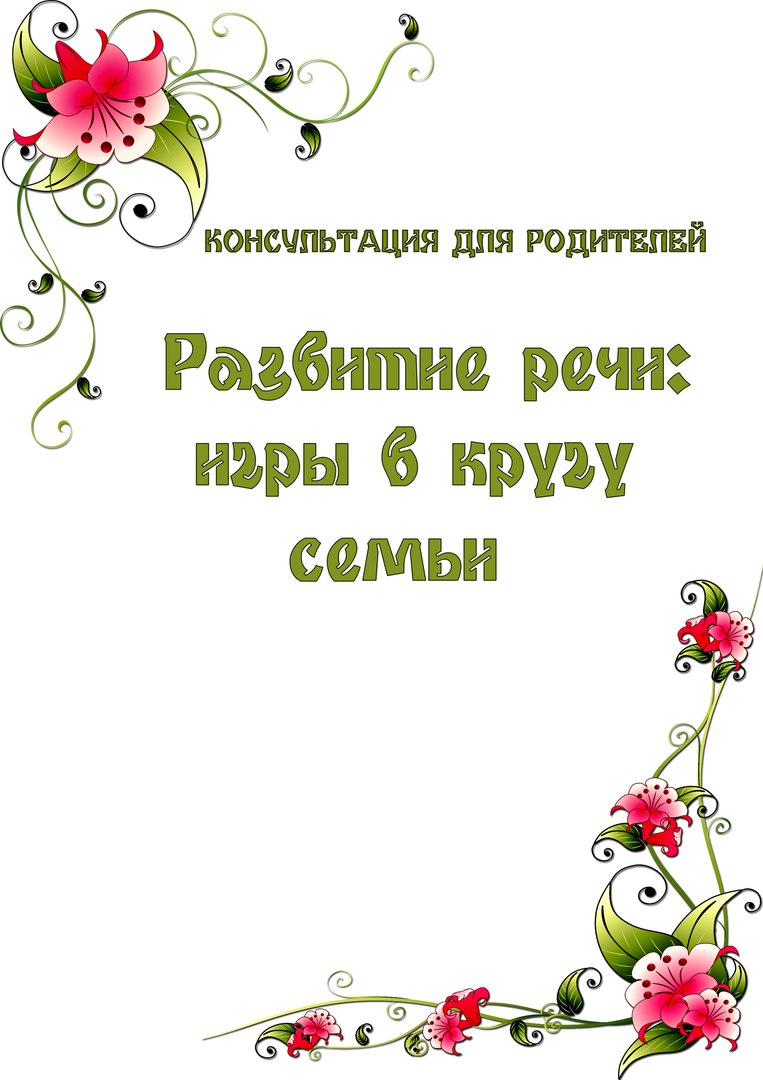 консультация для родителей
Развитие речи:
игры в кругу
семьи